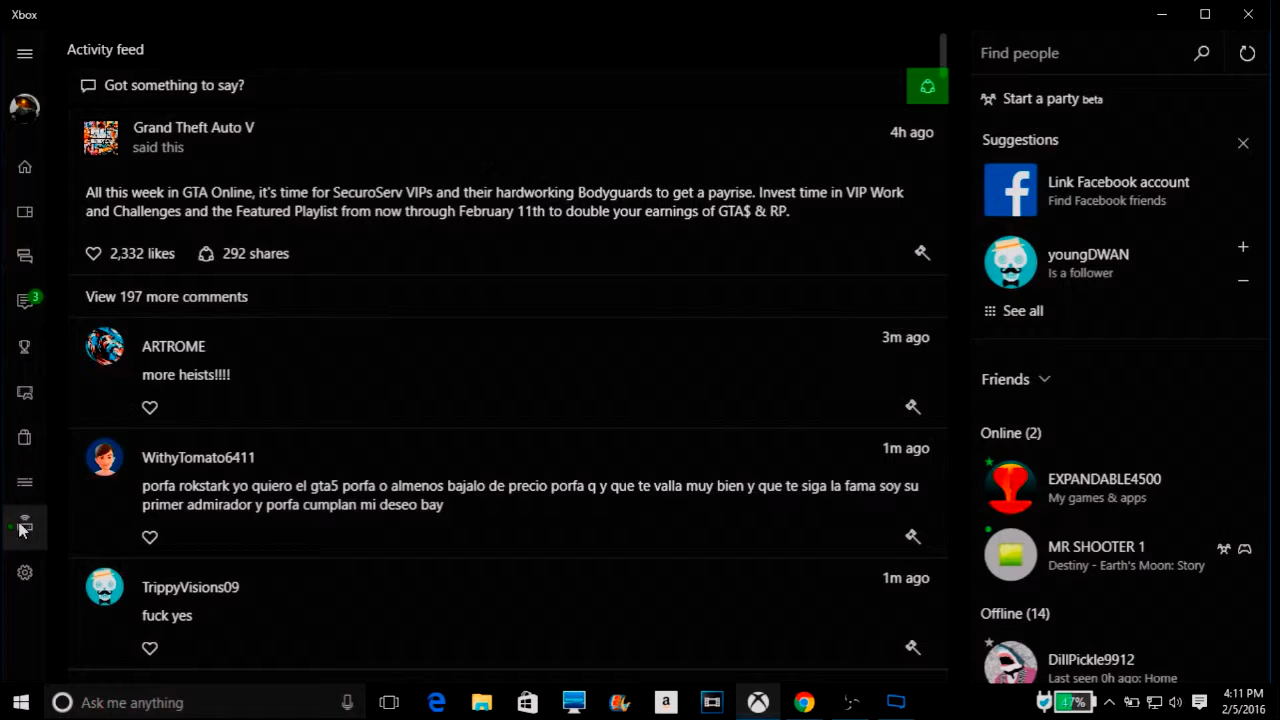 Xbox
Activity feed
Got something to say?
Grand Theft Auto V
said this
4h ago
All this week in GTA Online, it's time for SecuroServ VIPs and their hardworking Bodyguards to get a payrise. Invest time in VIP Work
and Challenges and the Featured Playlist from now through February 11th to double your earnings of GTA$ & RP.
2,332 likes
292 shares
View 197 more comments
ARTROME
3m ago
more heists!!!!
WithyTomato6411
1m ago
porfa rokstark yo quiero el gta5 porfa o almenos bajalo de precio porfa q y que te valla muy bien y que te siga la fama soy su
primer admirador y porfa cumplan mi deseo bay
TrippyVisions09
1m ago
fuck yes
3
Find people
Start a party beta
Suggestions
Link Facebook account
Find Facebook friends
youngDWAN
Is a follower
See all
Friends
Online (2)
EXPANDABLE4500
My games & apps
MR SHOOTER 1
Destiny - Earth's Moon: Story
Offline (14)
DillPickle9912
Last seen 0h ago: Home
Ask me anything
a
47%
4:11 PM
2/5/2016